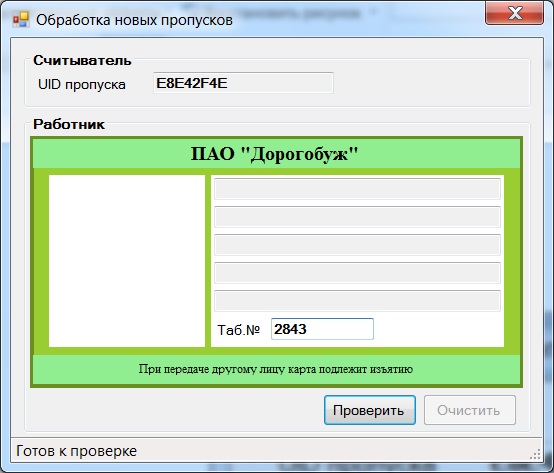 Обработка новых пропусков
Считыватель
UID пропуска E8E42F4E
Работник
ПАО "Дорогобуж"
Таб.№ 2843
При передаче другому лицу карта подлежит изъятию
Проверить Очистить
Готов к проверке